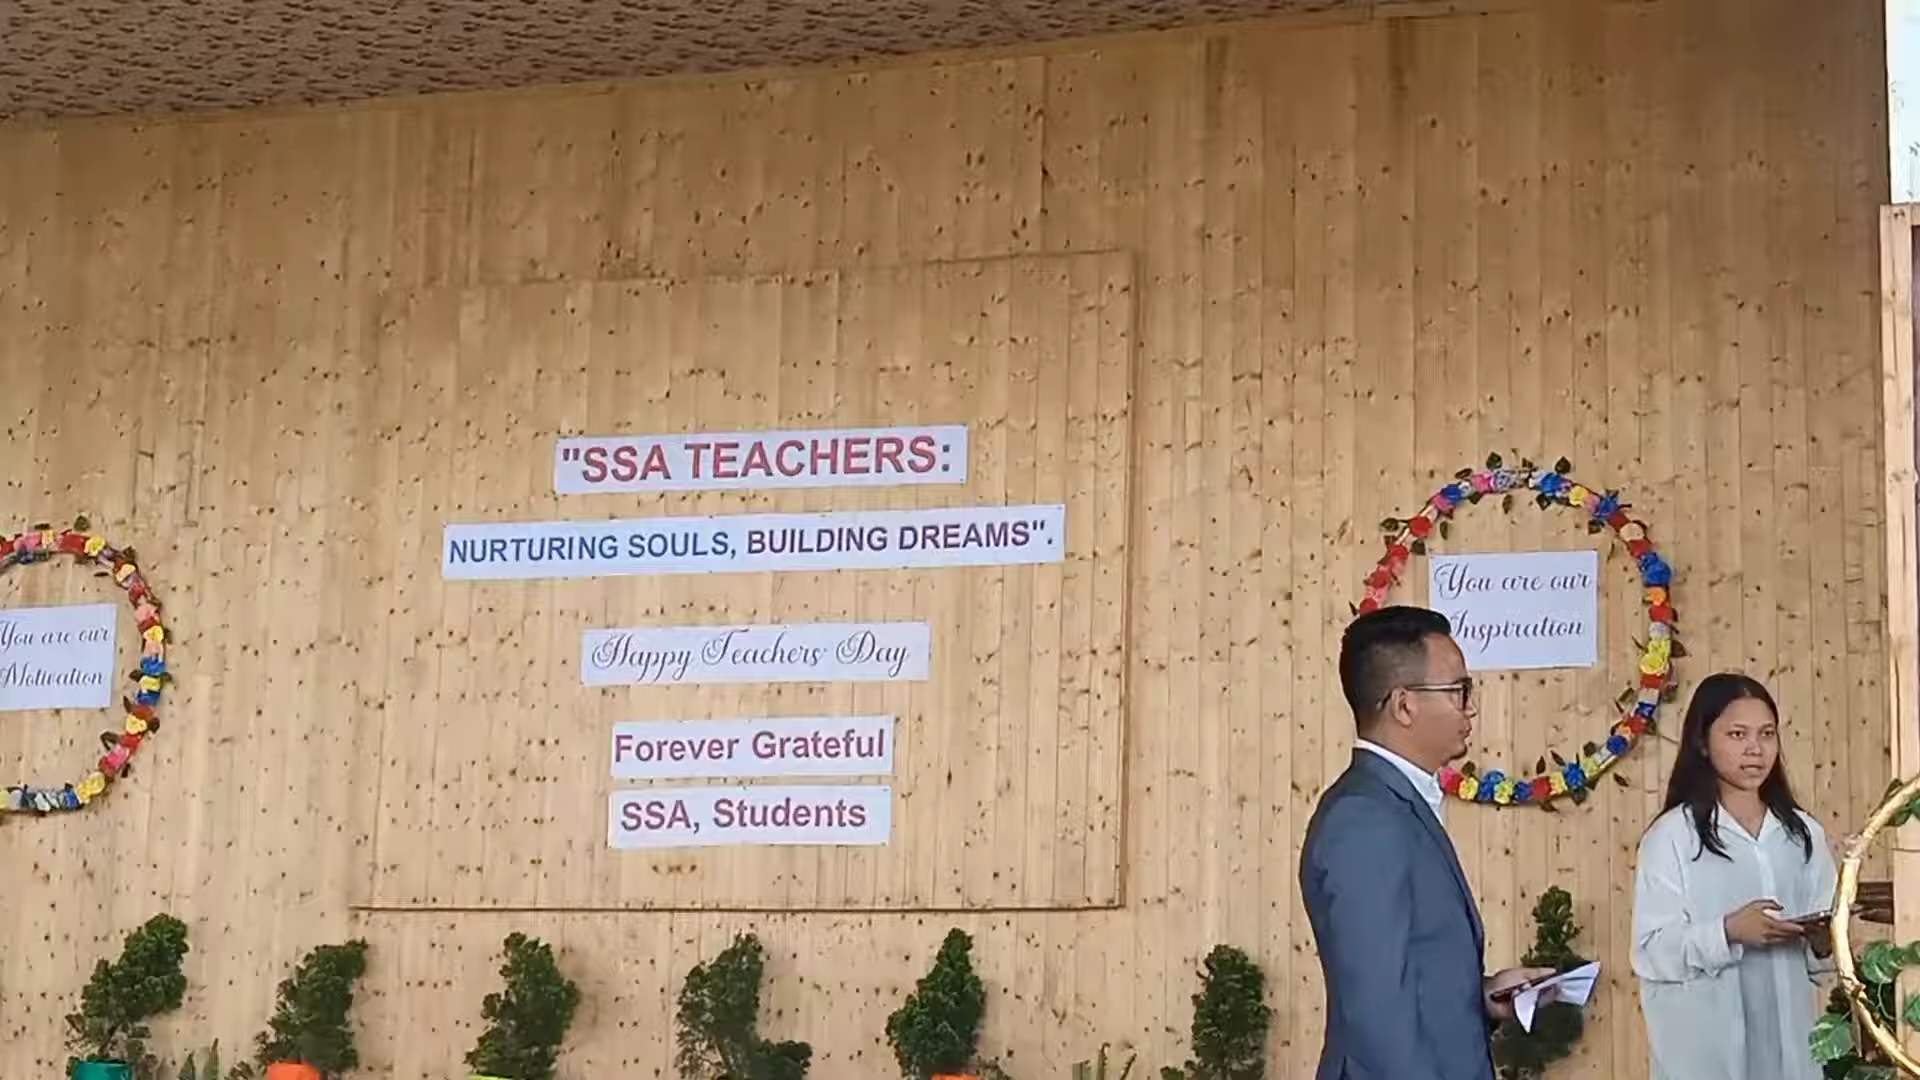 "SSA TEACHERS:
NURTURING SOULS, BUILDING DREAMS".
Happy Teachers' Day
Forever Grateful
SSA, Students
You are our
Motivation
You are our
Inspiration